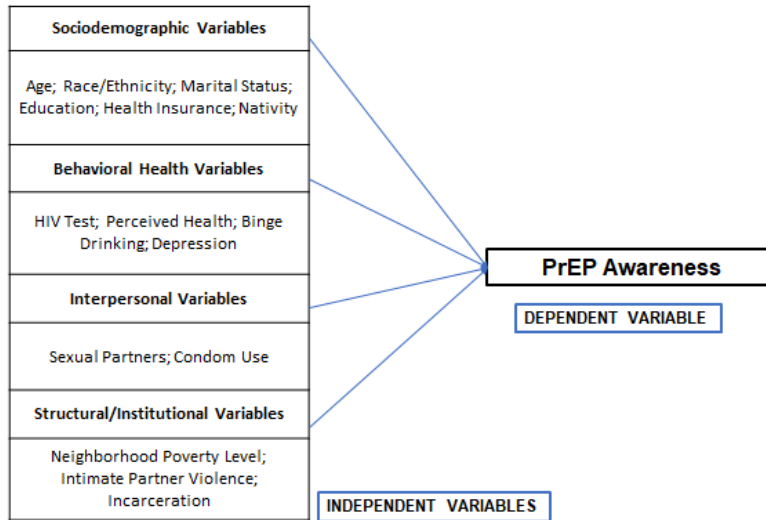 Sociodemographic Variables
Age; Race/Ethnicity; Marital Status;
Education; Health Insurance; Nativity
Behavioral Health Variables
HIV Test; Perceived Health; Binge
Drinking; Depression
Interpersonal Variables
Sexual Partners; Condom Use
Structural/Institutional Variables
Neighborhood Poverty Level;
Intimate Partner Violence;
Incarceration
INDEPENDENT VARIABLES
PrEP Awareness
DEPENDENT VARIABLE